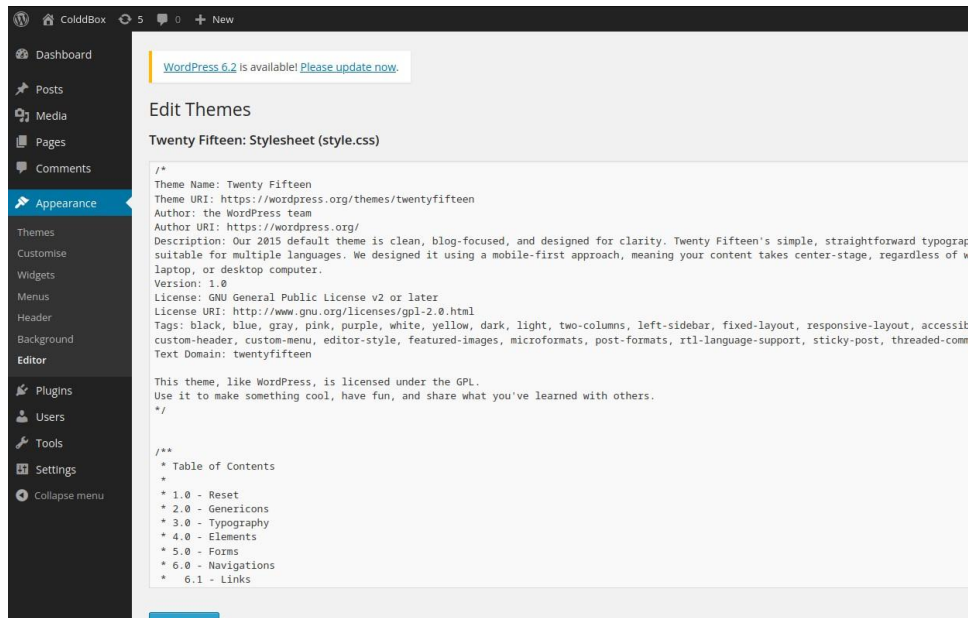 ColddBox 5 0 + New
Dashboard
Posts
Media
Pages
Comments
Appearance
Themes
Customise
Widgets
Menus
Header
Background
Editor
Plugins
Users
Tools
Settings
Collapse menu
WordPress 6.2 is available! Please update now.
Edit Themes
Twenty Fifteen: Stylesheet (style.css)
/*
Theme Name: Twenty Fifteen
Theme URI: https://wordpress.org/themes/twentyfifteen
Author: the WordPress team
Author URI: https://wordpress.org/
Description: Our 2015 default theme is clean, blog-focused, and designed for clarity. Twenty Fifteen's simple, straightforward typograp
suitable for multiple languages. We designed it using a mobile-first approach, meaning your content takes center-stage, regardless of w
laptop, or desktop computer.
Version: 1.0
License: GNU General Public License v2 or later
License URI: http://www.gnu.org/licenses/gpl-2.0.html
Tags: black, blue, gray, pink, purple, white, yellow, dark, light, two-columns, left-sidebar, fixed-layout, responsive-layout, accessib
custom-header, custom-menu, editor-style, featured-images, microformats, post-formats, rtl-language-support, sticky-post, threaded-comm
Text Domain: twentyfifteen
This theme, like WordPress, is licensed under the GPL.
Use it to make something cool, have fun, and share what you've learned with others.
*/
/**
* Table of Contents
*
* 1.0 - Reset
* 2.0 - Genericons
* 3.0 - Typography
* 4.0 - Elements
* 5.0 - Forms
* 6.0 - Navigations
* 6.1 - Links